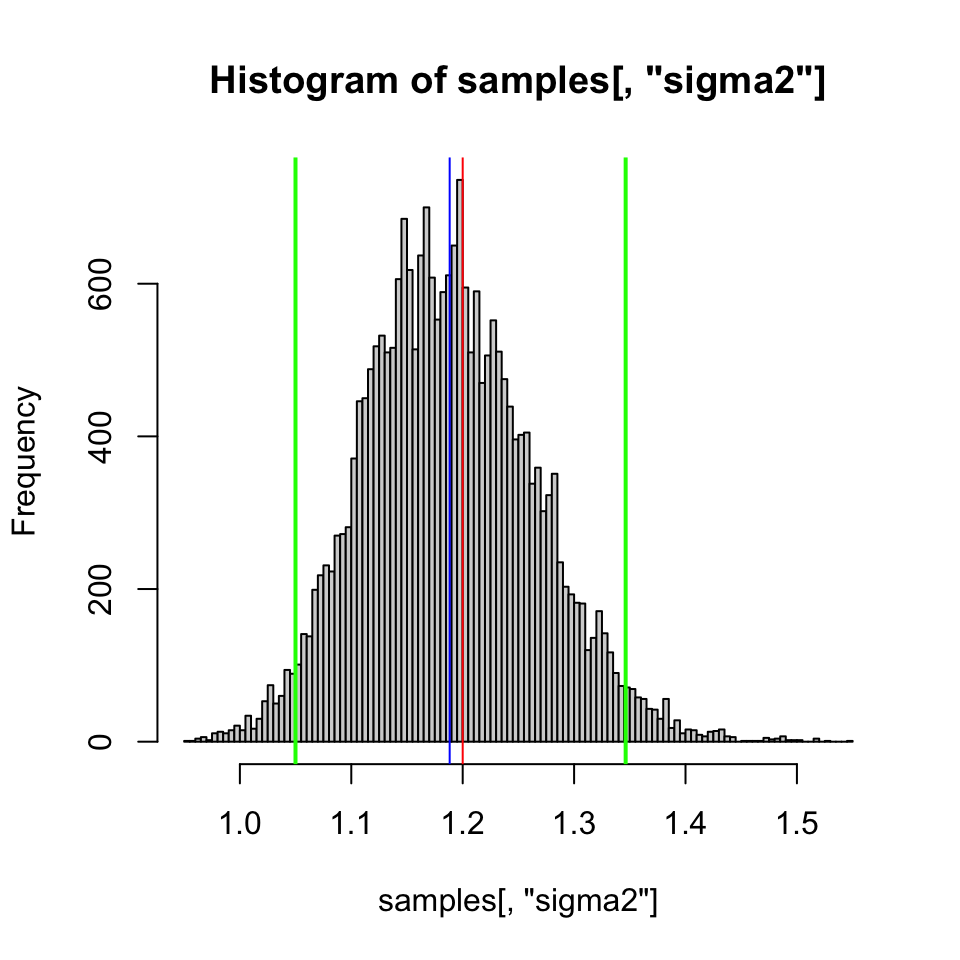 Histogram of samples[, "sigma2"]
Frequency
600
400
200
0
1.0 1.1 1.2 1.3 1.4 1.5
samples[, "sigma2"]